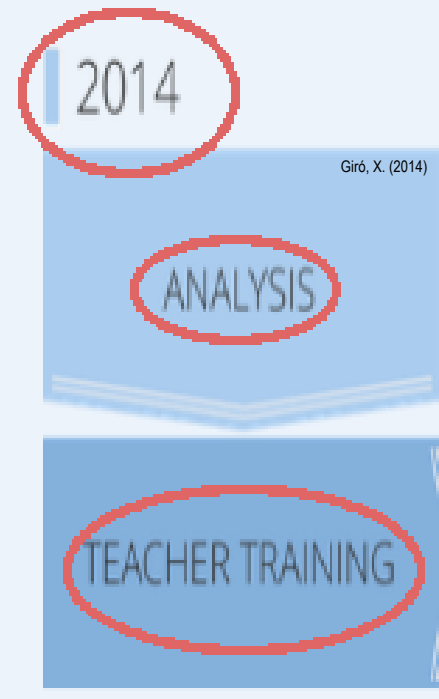 2014
Giró, X. (2014)
ANALYSIS
TEACHER TRAINING